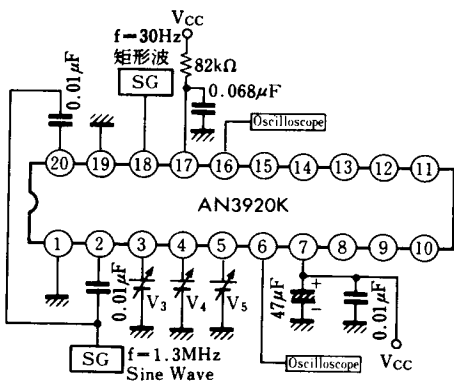 VCC
f=30Hz
矩形波
SG
82kΩ
0.068μF
0.01μF
Oscilloscope
20 19 18 17 16 15 14 13 12 11
AN3920K
1 2 3 4 5 6 7 8 9 10
0.01μF
V3
V4
V5
47μF
+
−
0.01μF
VCC
SG
f=1.3MHz
Sine Wave
Oscilloscope